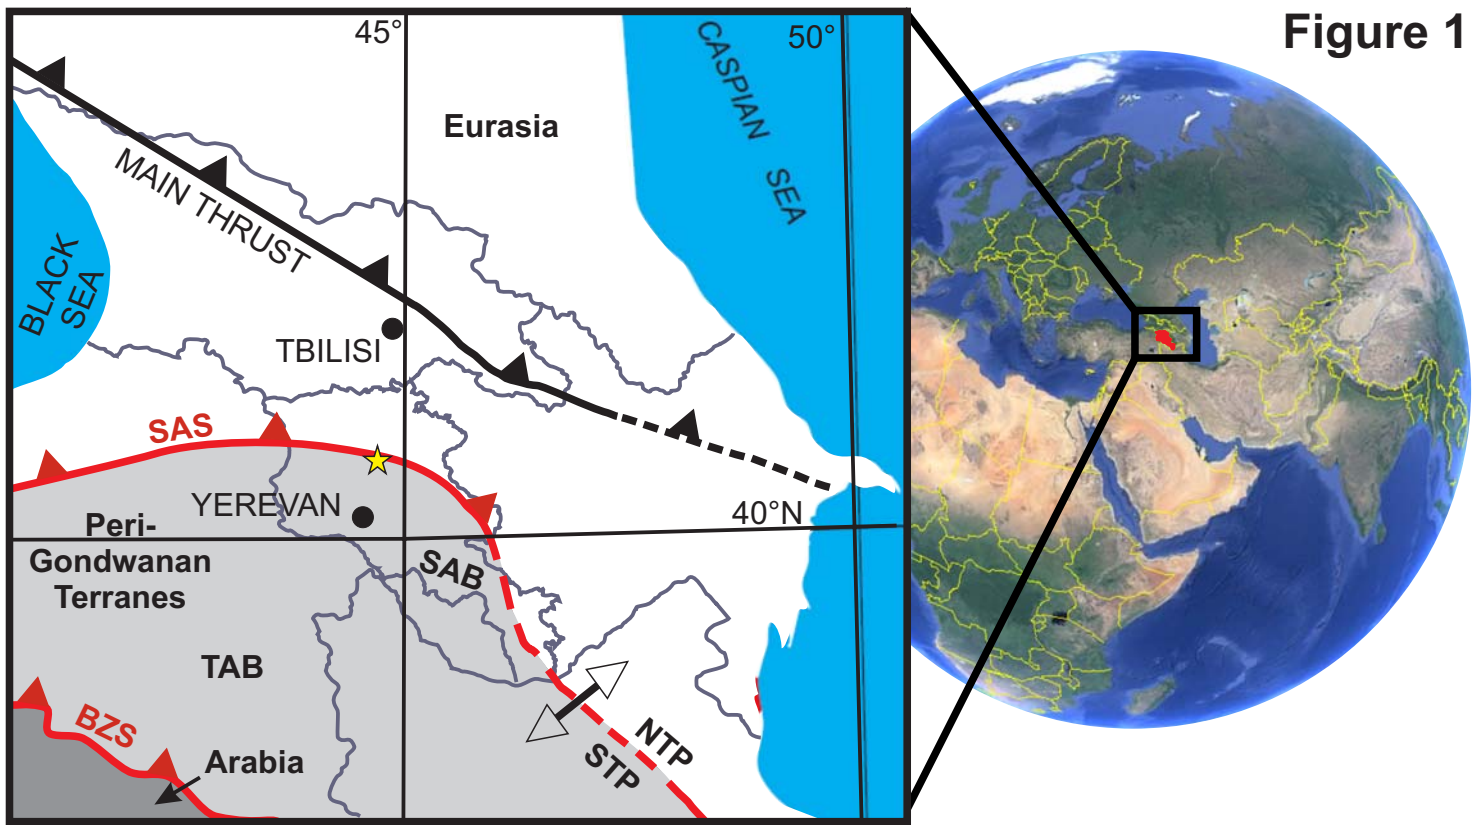 Figure 1
45°
50°
CASPIAN SEA
Eurasia
MAIN THRUST
BLACK
SEA
TBILISI
SAS
YEREVAN
40°N
Peri-
Gondwanan
Terranes
SAB
TAB
BZS
Arabia
NTP
STP